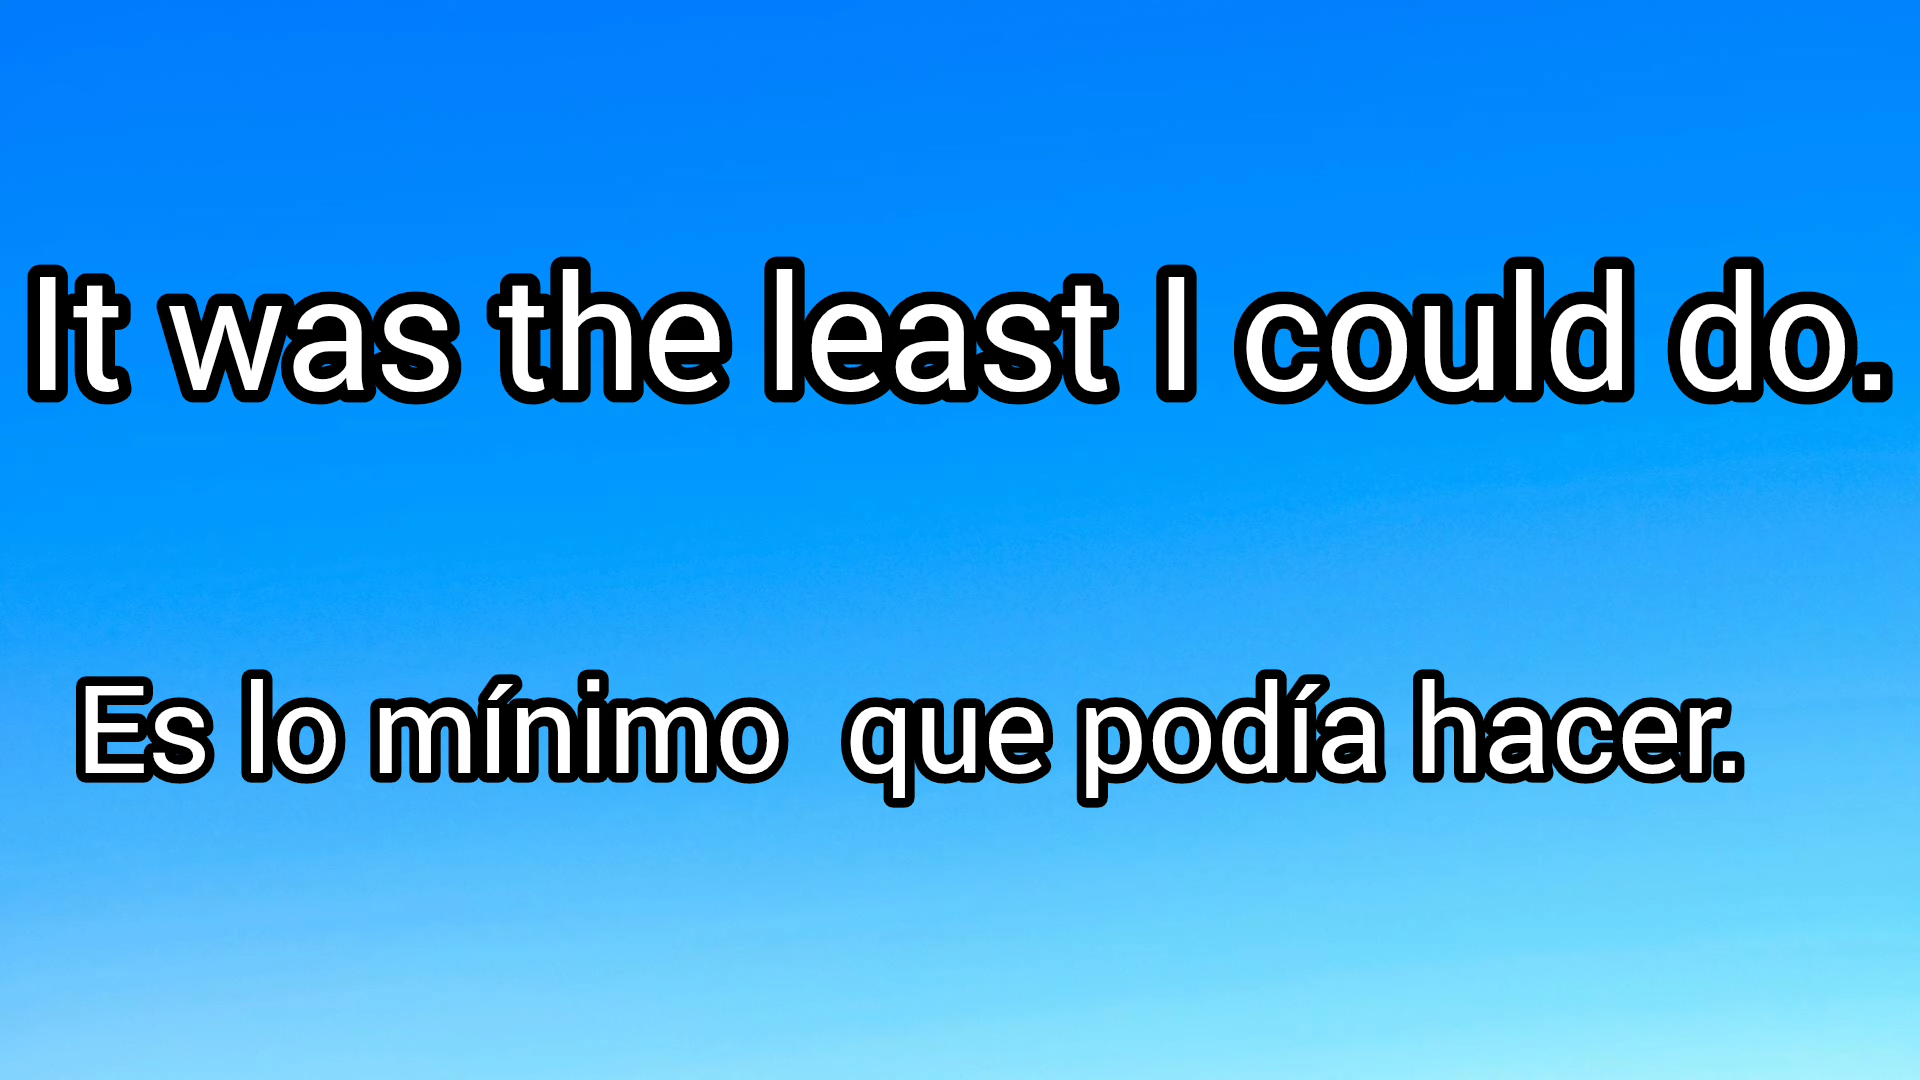 It was the least I could do.
Es lo mínimo  que podía hacer.